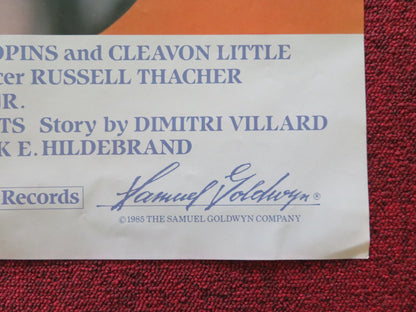 OPINS and CLEAVON LITTLE
cer RUSSELL THACHER
JR.
TS Story by DIMITRI VILLARD
K E. HILDEBRAND
Records
Samuel Goldwyn®
©1985 THE SAMUEL GOLDWYN COMPANY